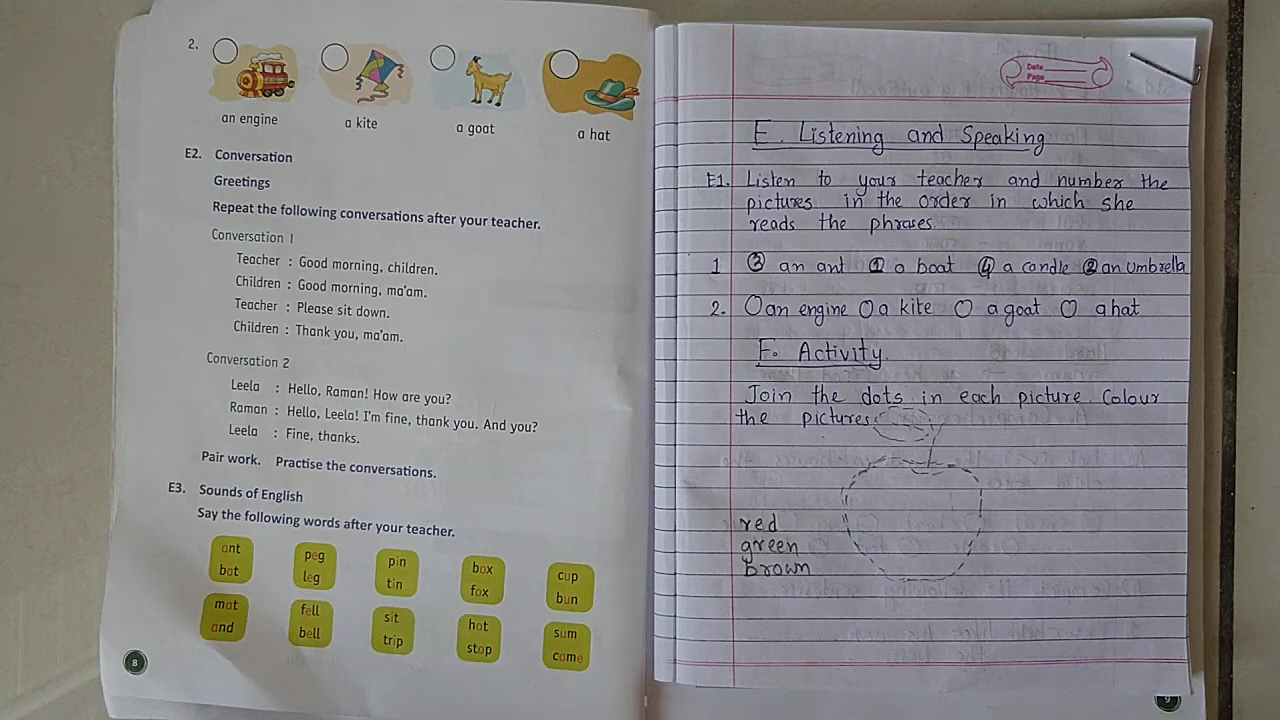 2.
an engine
a kite
a goat
a hat
E2. Conversation
Greetings
Repeat the following conversations after your teacher.
Conversation 1
Teacher : Good morning, children.
Children : Good morning, ma'am.
Teacher : Please sit down.
Children : Thank you, ma'am.
Conversation 2
Leela : Hello, Raman! How are you?
Raman : Hello, Leela! I'm fine, thank you. And you?
Leela : Fine, thanks.
Pair work. Practise the conversations.
E3. Sounds of English
Say the following words after your teacher.
ant peg pin box cup
bat leg tin fox bun
mat fell sit hot sum
and bell trip stop come
8
Date
Page
E. Listening and Speaking
E1. Listen to your teacher and number the
pictures in the order in which she
reads the phrases.
1 3 an ant 1 a boat 4 a candle 2 an umbrella
2. an engine a kite a goat a hat
F. Activity.
Join the dots in each picture. Colour
the pictures
red
green
brown
9